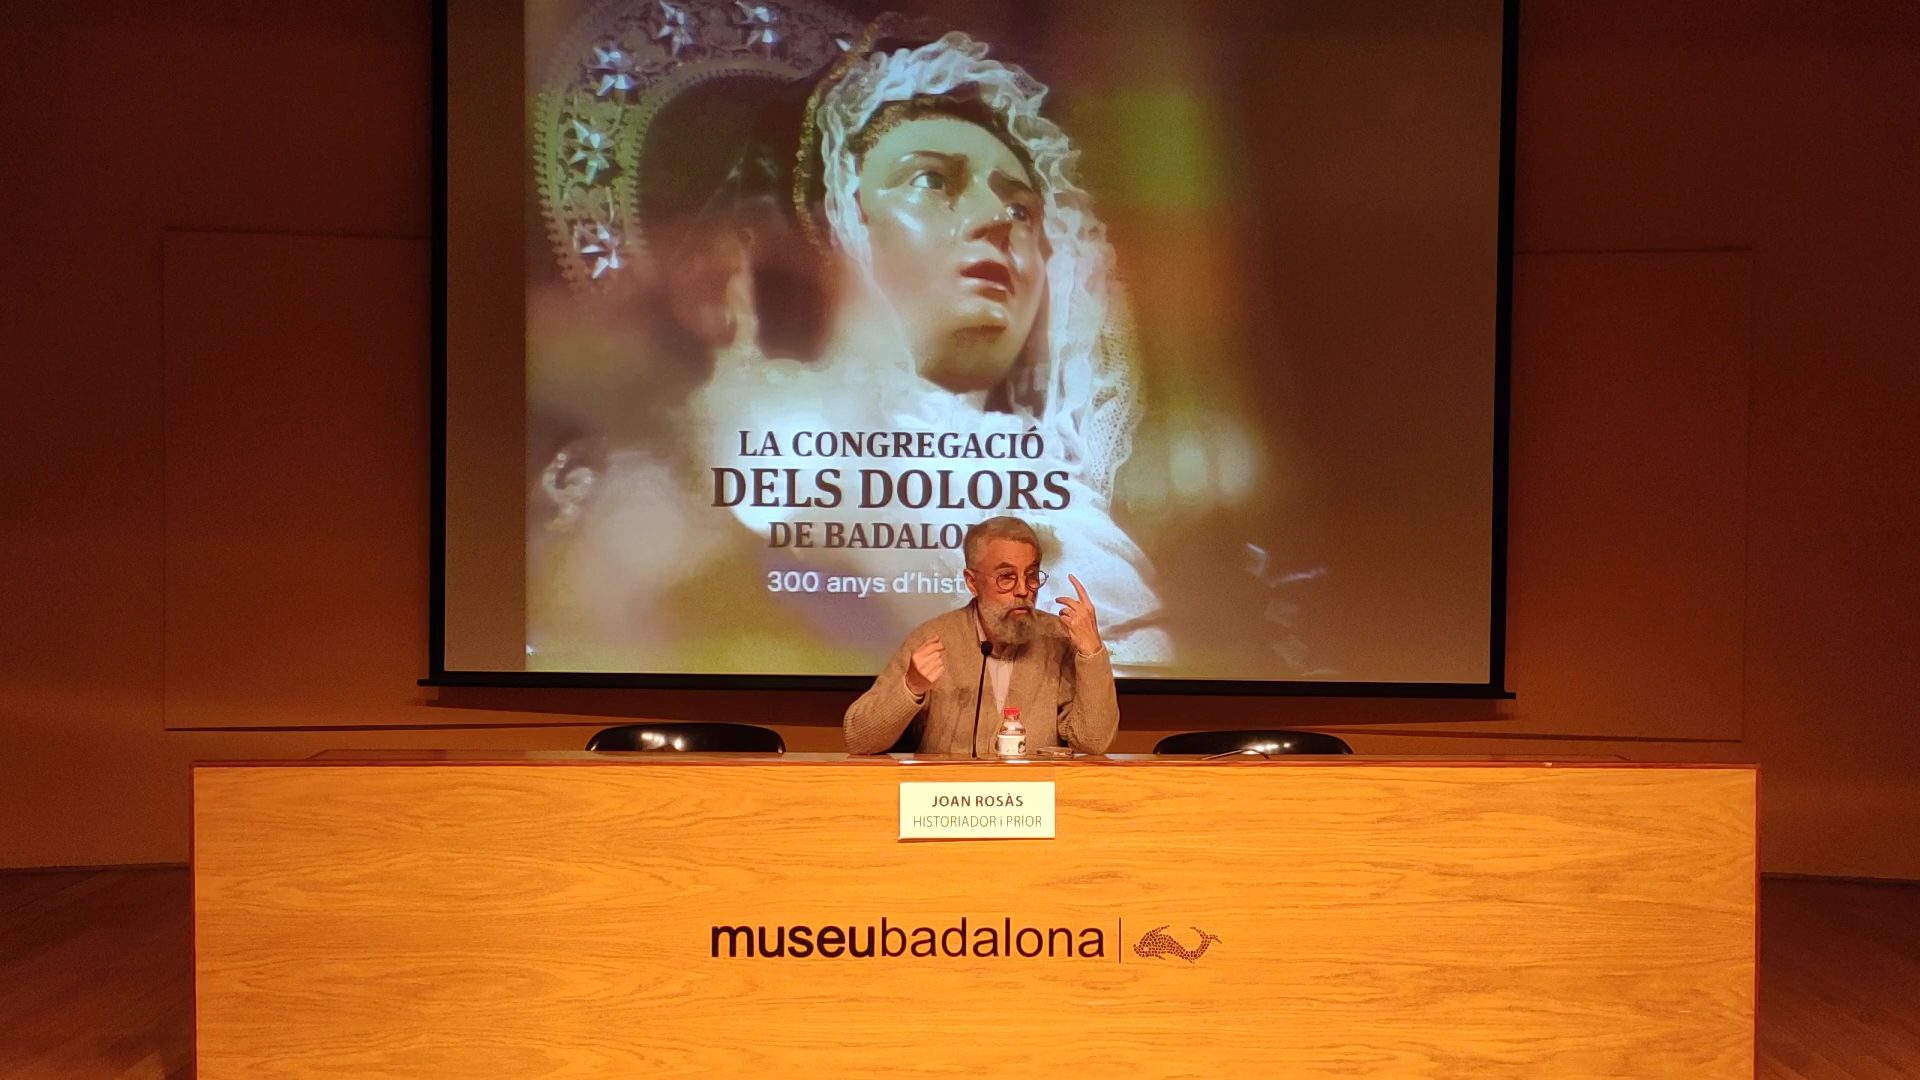 LA CONGREGACIÓ
DELS DOLORS
DE BADALO
300 anys d'hist
JOAN ROSÀS
HISTORIADOR i PRIOR
museubadalona